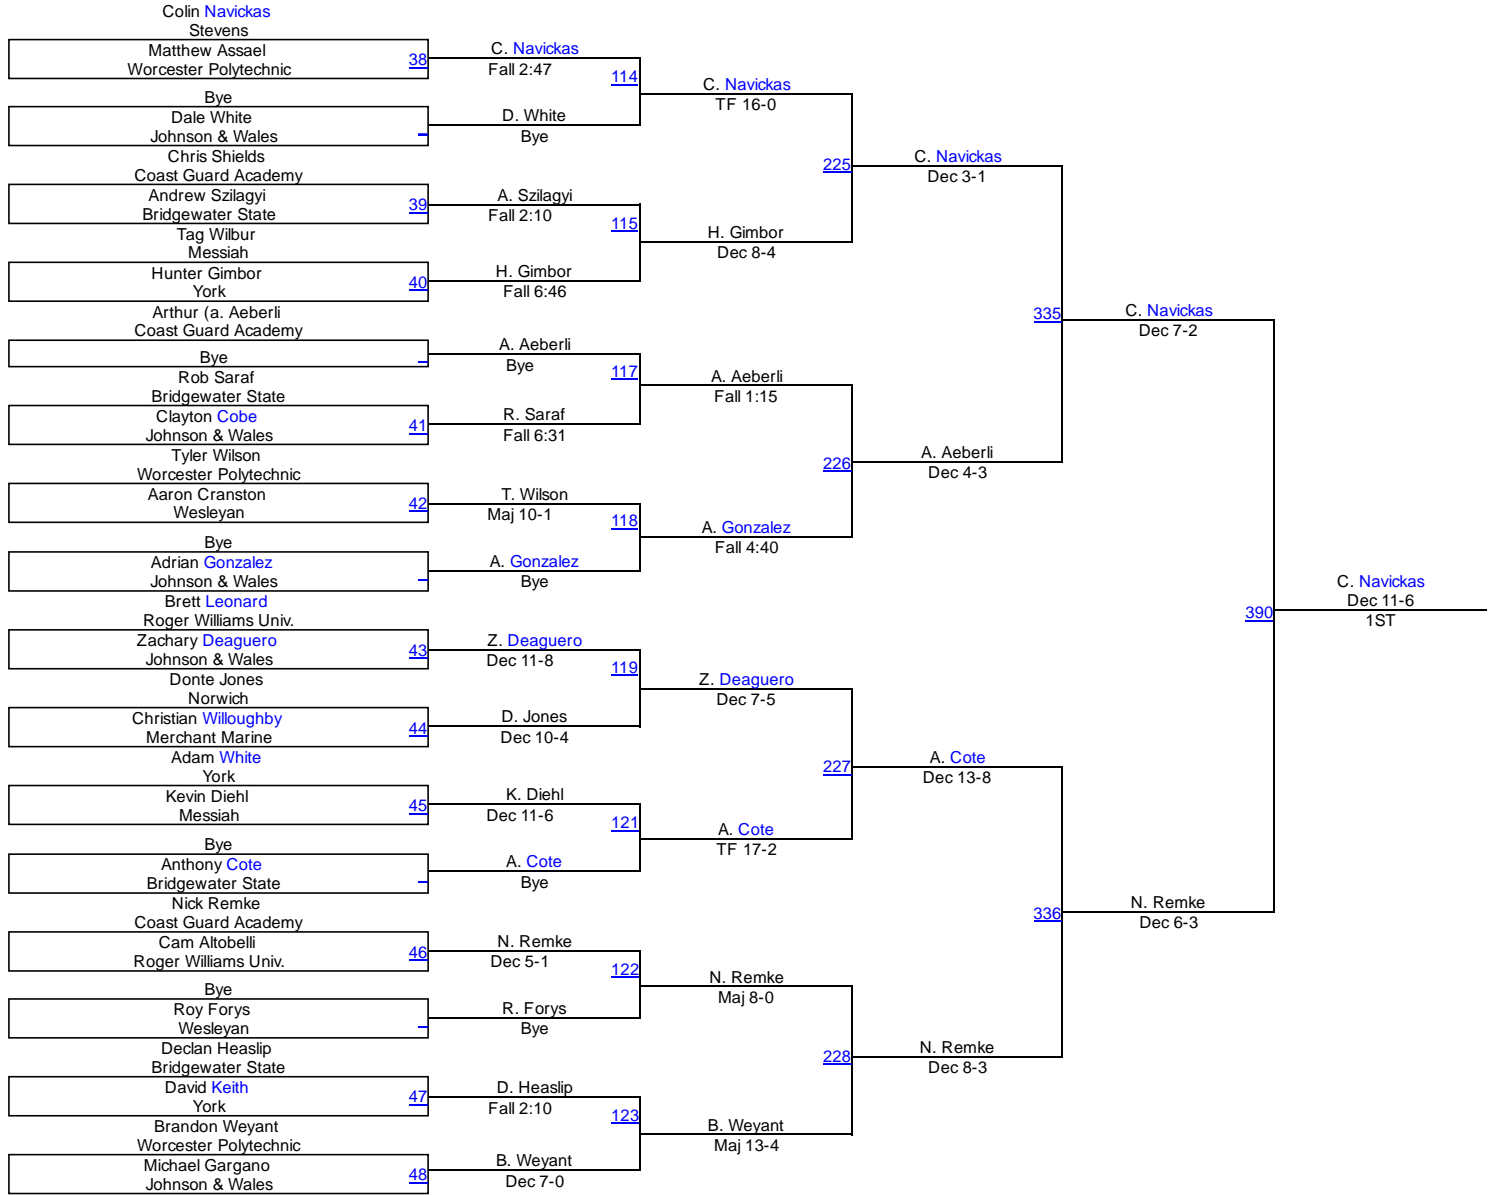 Colin Navickas
Stevens
Matthew Assael
Worcester Polytechnic
38
Bye
Dale White
Johnson & Wales
Chris Shields
Coast Guard Academy
Andrew Szilagyi
Bridgewater State
39
Tag Wilbur
Messiah
Hunter Gimbor
York
40
Arthur (a. Aeberli
Coast Guard Academy
Bye
Rob Saraf
Bridgewater State
Clayton Cobe
Johnson & Wales
41
Tyler Wilson
Worcester Polytechnic
Aaron Cranston
Wesleyan
42
Bye
Adrian Gonzalez
Johnson & Wales
Brett Leonard
Roger Williams Univ.
Zachary Deaguero
Johnson & Wales
43
Donte Jones
Norwich
Christian Willoughby
Merchant Marine
44
Adam White
York
Kevin Diehl
Messiah
45
Bye
Anthony Cote
Bridgewater State
Nick Remke
Coast Guard Academy
Cam Altobelli
Roger Williams Univ.
46
Bye
Roy Forys
Wesleyan
Declan Heaslip
Bridgewater State
David Keith
York
47
Brandon Weyant
Worcester Polytechnic
Michael Gargano
Johnson & Wales
48
C. Navickas
Fall 2:47
114
D. White
Bye
A. Szilagyi
Fall 2:10
115
H. Gimbor
Fall 6:46
A. Aeberli
Bye
117
R. Saraf
Fall 6:31
T. Wilson
Maj 10-1
118
A. Gonzalez
Bye
Z. Deaguero
Dec 11-8
119
D. Jones
Dec 10-4
K. Diehl
Dec 11-6
121
A. Cote
Bye
N. Remke
Dec 5-1
122
R. Forys
Bye
D. Heaslip
Fall 2:10
123
B. Weyant
Dec 7-0
C. Navickas
TF 16-0
225
H. Gimbor
Dec 8-4
A. Aeberli
Fall 1:15
226
A. Gonzalez
Fall 4:40
Z. Deaguero
Dec 7-5
227
A. Cote
TF 17-2
N. Remke
Maj 8-0
228
B. Weyant
Maj 13-4
C. Navickas
Dec 3-1
335
A. Aeberli
Dec 4-3
A. Cote
Dec 13-8
336
N. Remke
Dec 8-3
C. Navickas
Dec 7-2
390
N. Remke
Dec 6-3
C. Navickas
Dec 11-6
1ST